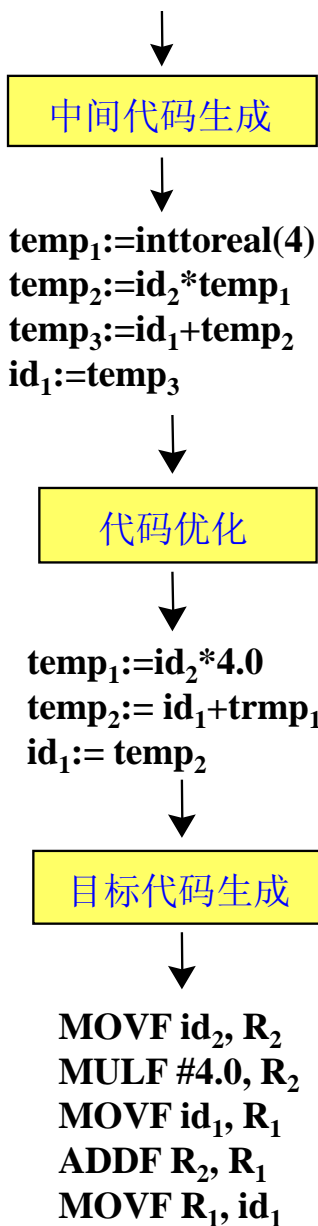 中间代码生成
temp₁:=inttoreal(4)
temp₂:=id₂*temp₁
temp₃:=id₁+temp₂
id₁:=temp₃
代码优化
temp₁:=id₂*4.0
temp₂:= id₁+trmp₁
id₁:= temp₂
目标代码生成
MOVF id₂, R₂
MULF #4.0, R₂
MOVF id₁, R₁
ADDF R₂, R₁
MOVF R₁, id₁